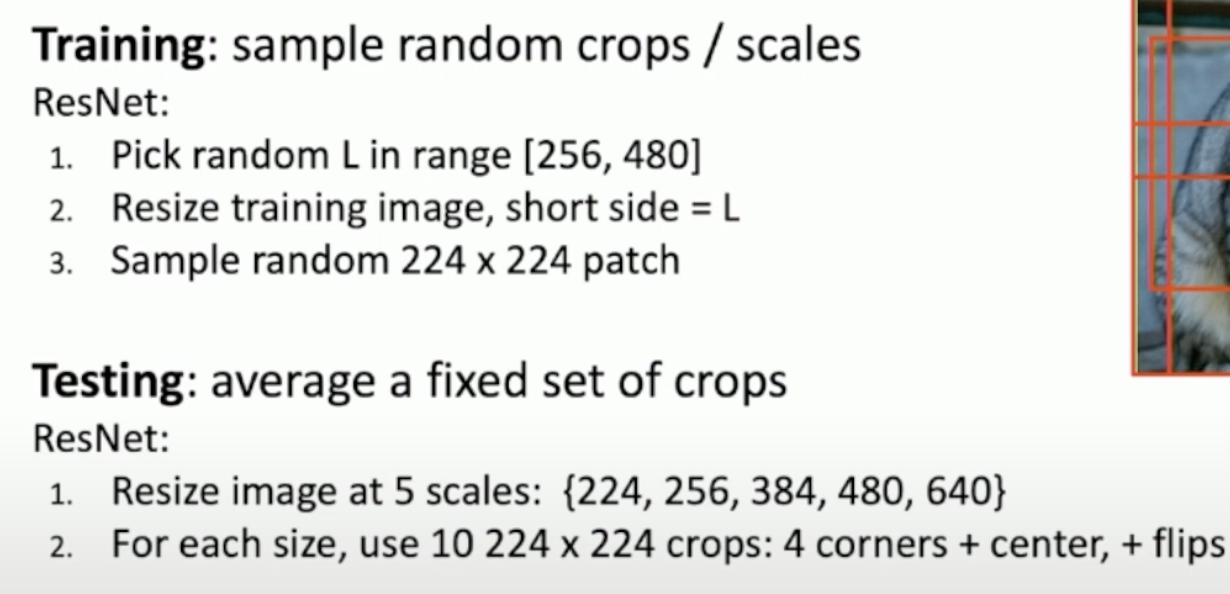 Training: sample random crops / scales
ResNet:
1. Pick random L in range [256, 480]
2. Resize training image, short side = L
3. Sample random 224 x 224 patch
Testing: average a fixed set of crops
ResNet:
1. Resize image at 5 scales: {224, 256, 384, 480, 640}
2. For each size, use 10 224 x 224 crops: 4 corners + center, + flips